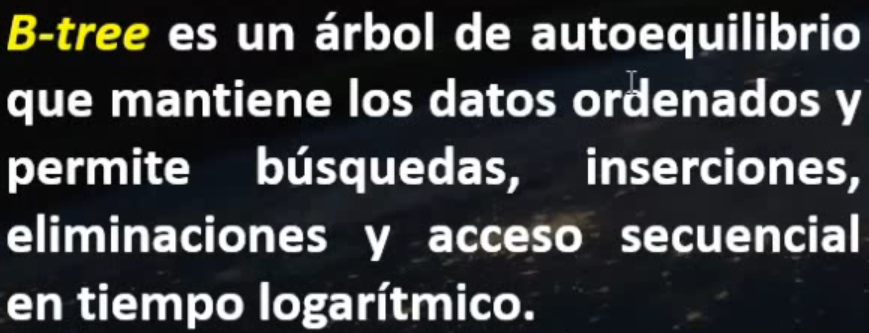 B-tree es un árbol de autoequilibrio
que mantiene los datos ordenados y
permite búsquedas, inserciones,
eliminaciones y acceso secuencial
en tiempo logarítmico.